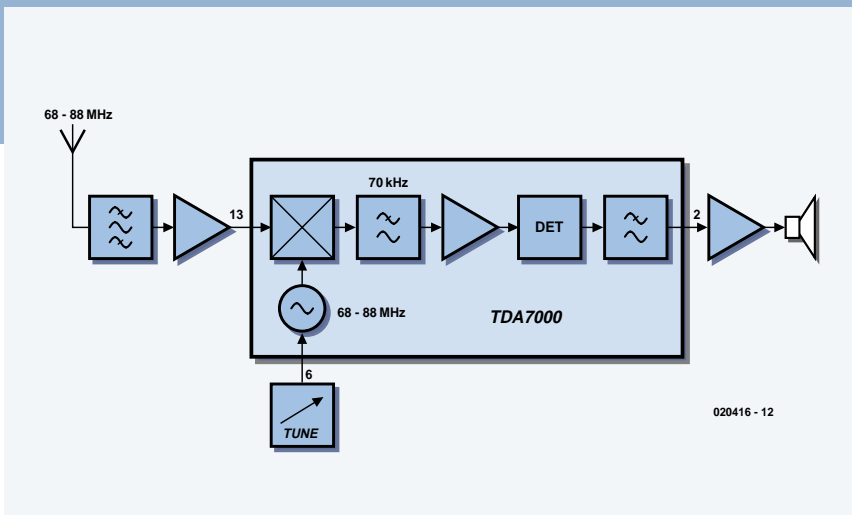 68 - 88 MHz
70 kHz
13
DET
2
68 - 88 MHz
TDA7000
6
TUNE
020416 - 12